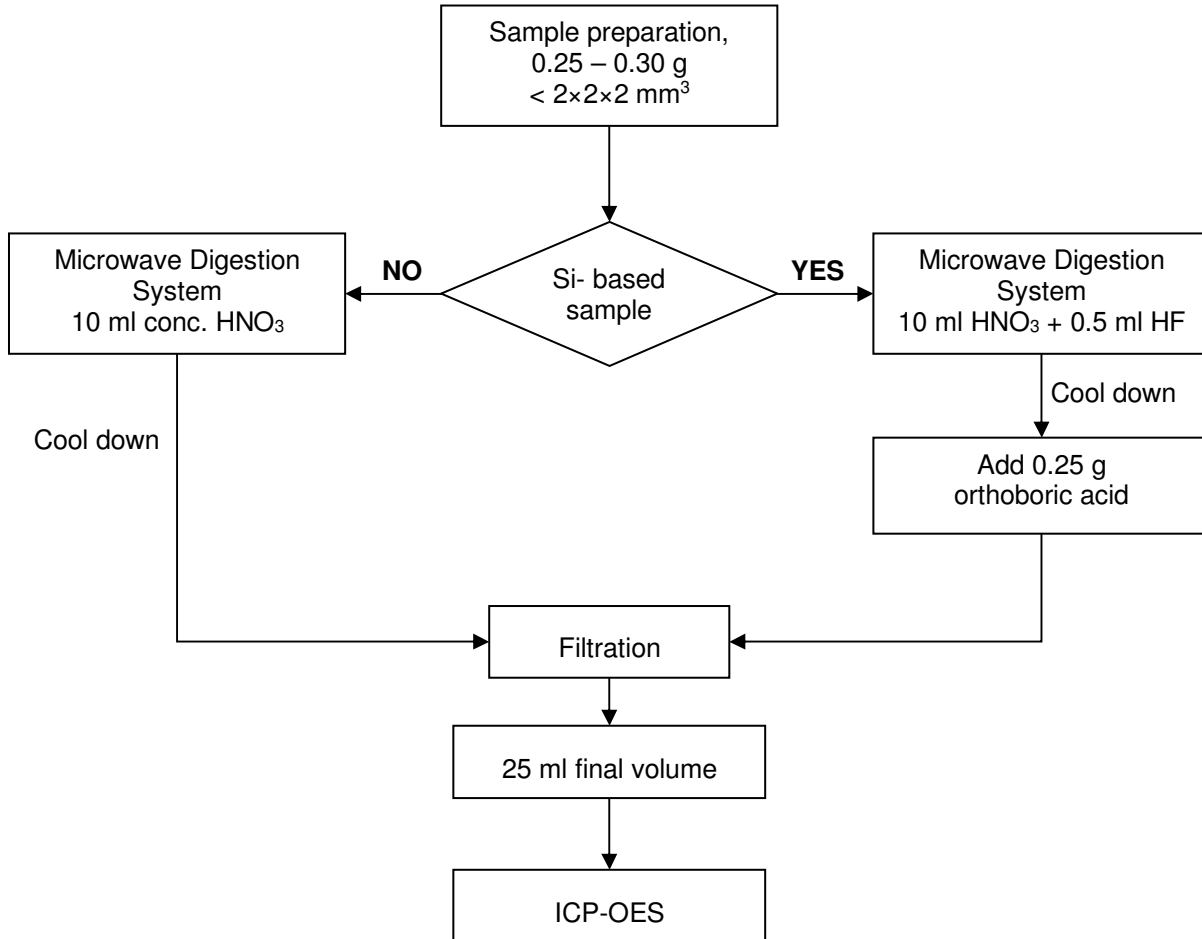 Sample preparation,
0.25 – 0.30 g
< 2×2×2 mm³
Microwave Digestion
System
10 ml conc. HNO₃
NO
Si- based
sample
YES
Microwave Digestion
System
10 ml HNO₃ + 0.5 ml HF
Cool down
Cool down
Add 0.25 g
orthoboric acid
Filtration
25 ml final volume
ICP-OES